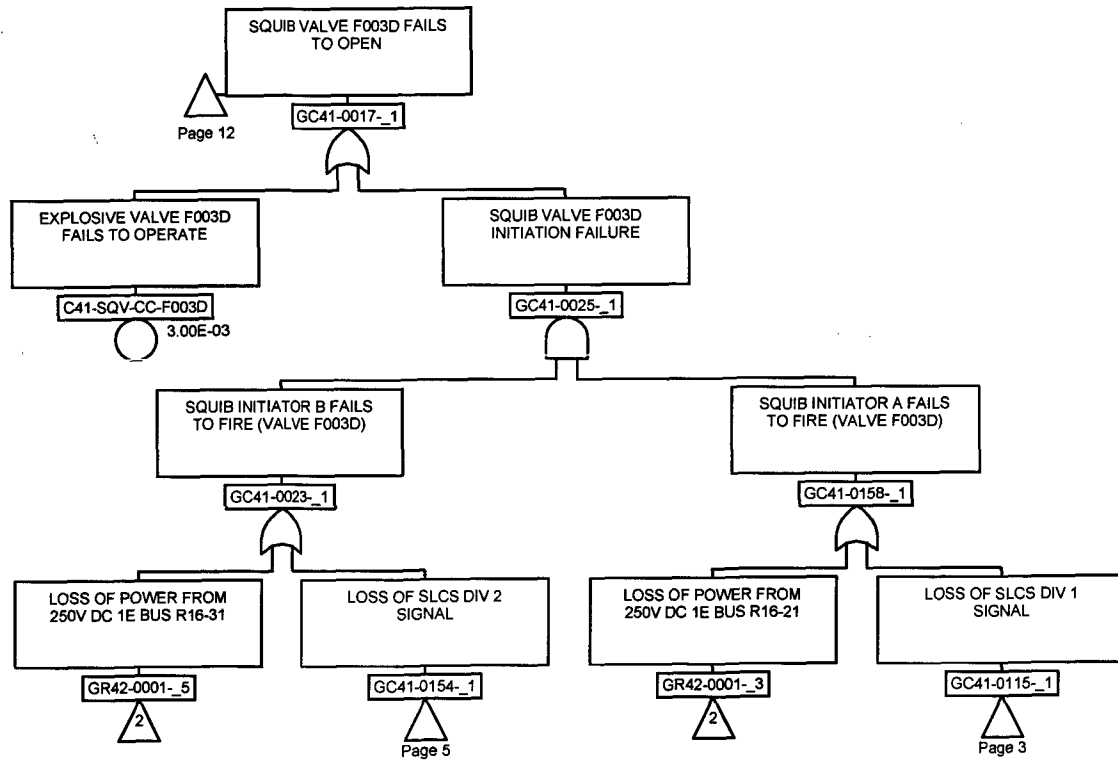 SQUIB VALVE F003D FAILS
TO OPEN
Page 12
GC41-0017-_1
EXPLOSIVE VALVE F003D
FAILS TO OPERATE
SQUIB VALVE F003D
INITIATION FAILURE
C41-SQV-CC-F003D
3.00E-03
GC41-0025-_1
SQUIB INITIATOR B FAILS
TO FIRE (VALVE F003D)
SQUIB INITIATOR A FAILS
TO FIRE (VALVE F003D)
GC41-0023-_1
GC41-0158-_1
LOSS OF POWER FROM
250V DC 1E BUS R16-31
LOSS OF SLCS DIV 2
SIGNAL
LOSS OF POWER FROM
250V DC 1E BUS R16-21
LOSS OF SLCS DIV 1
SIGNAL
GR42-0001-_5
GC41-0154-_1
GR42-0001-_3
GC41-0115-_1
2
Page 5
2
Page 3